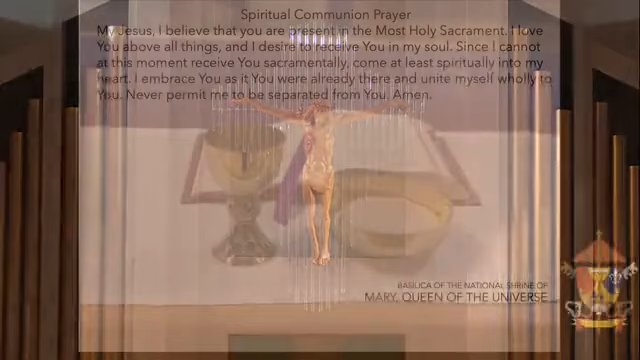 Spiritual Communion Prayer
My Jesus, I believe that you are present in the Most Holy Sacrament. I love
You above all things, and I desire to receive You in my soul. Since I cannot
at this moment receive You sacramentally, come at least spiritually into my
heart. I embrace You as if You were already there and unite myself wholly to
You. Never permit me to be separated from You. Amen.
BASILICA OF THE NATIONAL SHRINE OF
MARY, QUEEN OF THE UNIVERSE